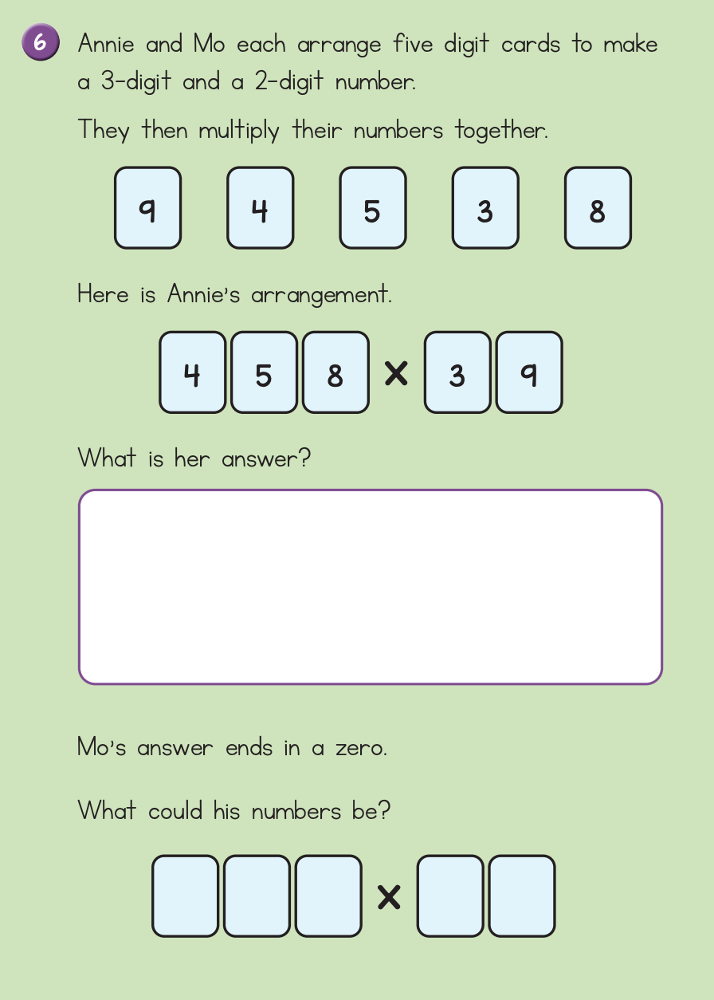 6 Annie and Mo each arrange five digit cards to make
a 3-digit and a 2-digit number.
They then multiply their numbers together.
9 4 5 3 8
Here is Annie's arrangement.
4 5 8 × 3 9
What is her answer?
Mo's answer ends in a zero.
What could his numbers be?
×